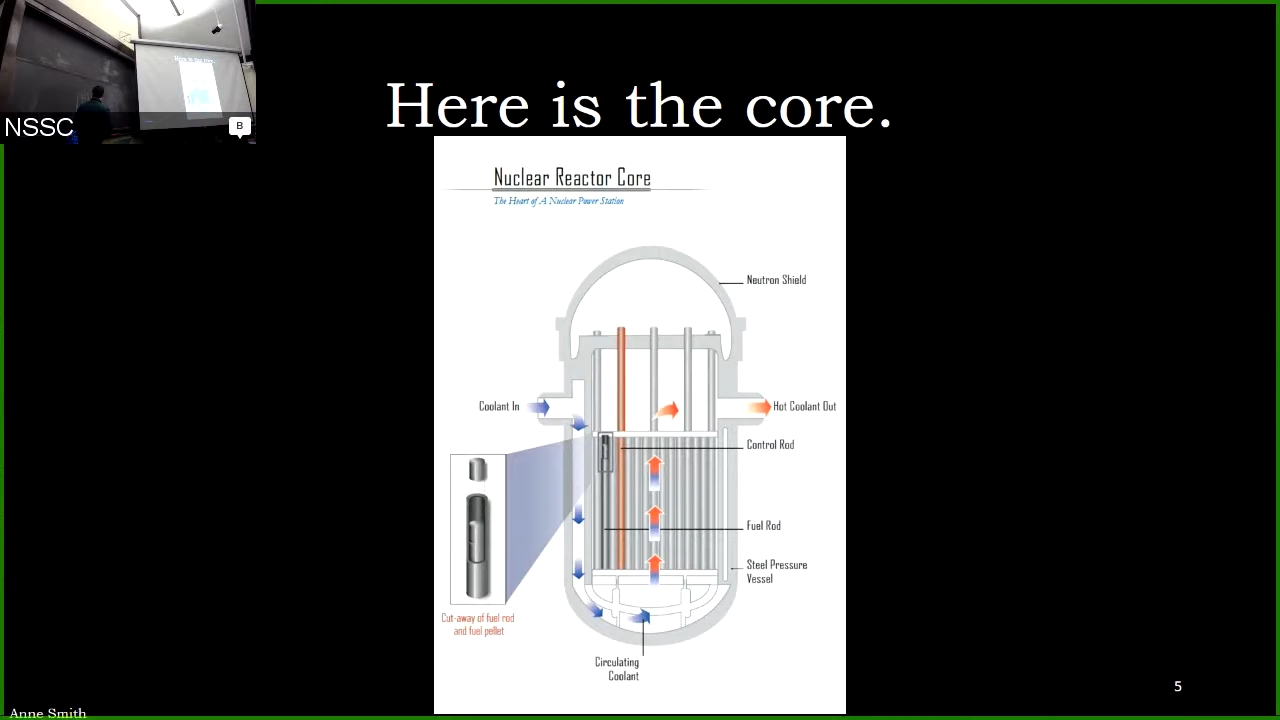 Here is the core.
NSSC
B
Nuclear Reactor Core
The Heart of A Nuclear Power Station
Neutron Shield
Coolant In
Hot Coolant Out
Control Rod
Fuel Rod
Steel Pressure
Vessel
Cut-away of fuel rod
and fuel pellet
Circulating
Coolant
5
Anne Smith